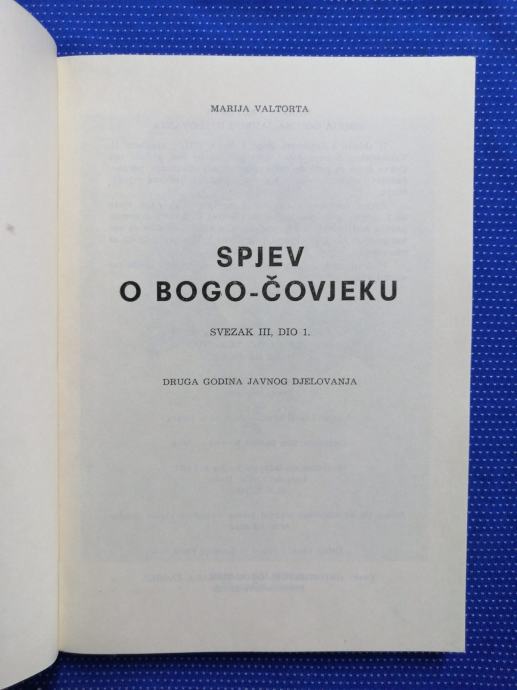 MARIJA VALTORTA
SPJEV
O BOGO-ČOVJEKU
SVEZAK III, DIO 1.
DRUGA GODINA JAVNOG DJELOVANJA